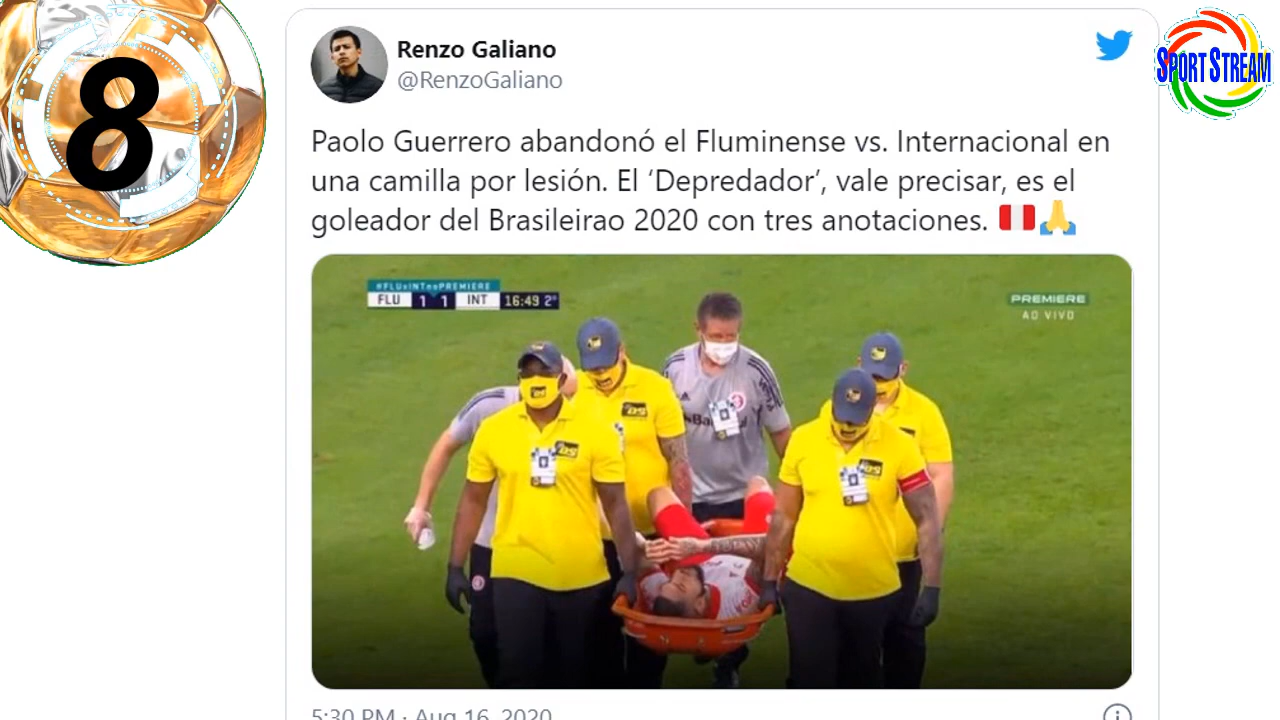 8
SPORT STREAM
Renzo Galiano
@RenzoGaliano
Paolo Guerrero abandonó el Fluminense vs. Internacional en
una camilla por lesión. El ‘Depredador’, vale precisar, es el
goleador del Brasileirao 2020 con tres anotaciones. 🇵🇪🙏
#FLUxINTnoPREMIERE
FLU 1 1 INT 16:49 2º
PREMIERE
AO VIVO
5:30 PM · Aug 16, 2020